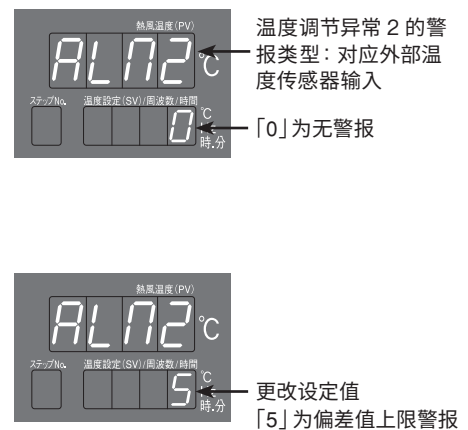 熱風温度(PV)
ALM2
℃
ステップNo.
温度設定(SV)/周波数/時間
0
℃
時.分
温度调节异常 2 的警
报类型：对应外部温
度传感器输入
「0」为无警报
熱風温度(PV)
ALM2
℃
ステップNo.
温度設定(SV)/周波数/時間
5
℃
時.分
更改设定值
「5」为偏差值上限警报